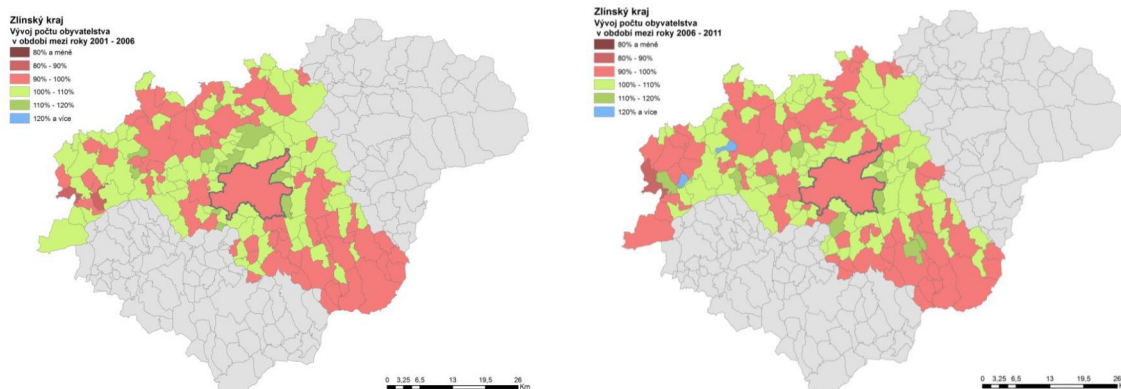 Zlínský kraj
Vývoj počtu obyvatelstva
v období mezi roky 2001 - 2006
80% a méně
80% - 90%
90% - 100%
100% - 110%
110% - 120%
120% a více
0 3,25 6,5 13 19,5 26
Km
Zlínský kraj
Vývoj počtu obyvatelstva
v období mezi roky 2006 - 2011
80% a méně
80% - 90%
90% - 100%
100% - 110%
110% - 120%
120% a více
0 3,25 6,5 13 19,5 26